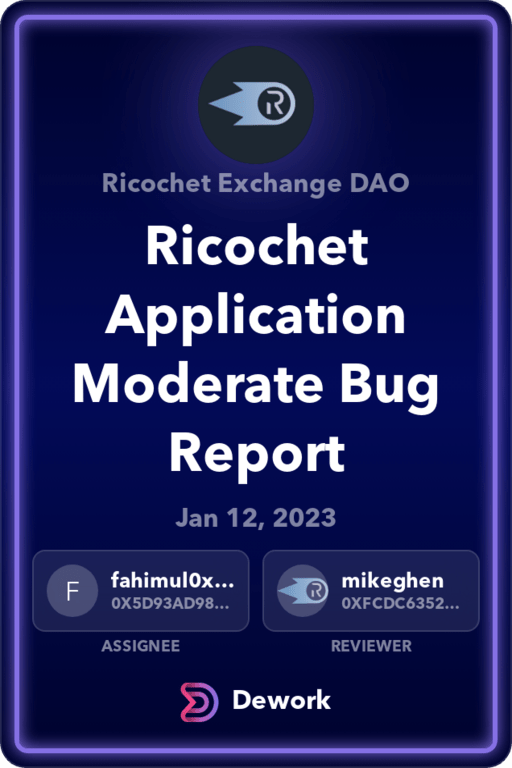 R
Ricochet Exchange DAO
Ricochet
Application
Moderate Bug
Report
Jan 12, 2023
F
fahimul0x...
0X5D93AD98...
ASSIGNEE
R
mikeghen
0XFCDC6352...
REVIEWER
Dework